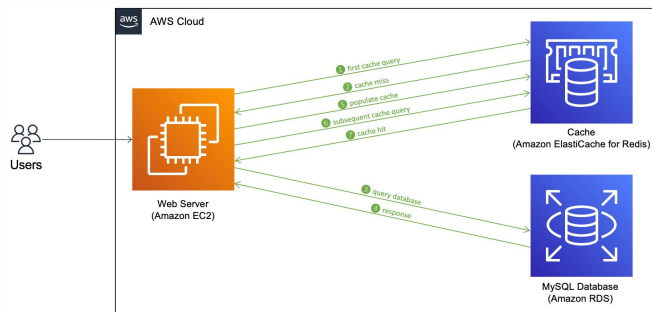 aws
AWS Cloud
1 first cache query
2 cache miss
5 populate cache
6 subsequent cache query
7 cache hit
Cache
(Amazon ElastiCache for Redis)
Users
3 query database
4 response
Web Server
(Amazon EC2)
MySQL Database
(Amazon RDS)